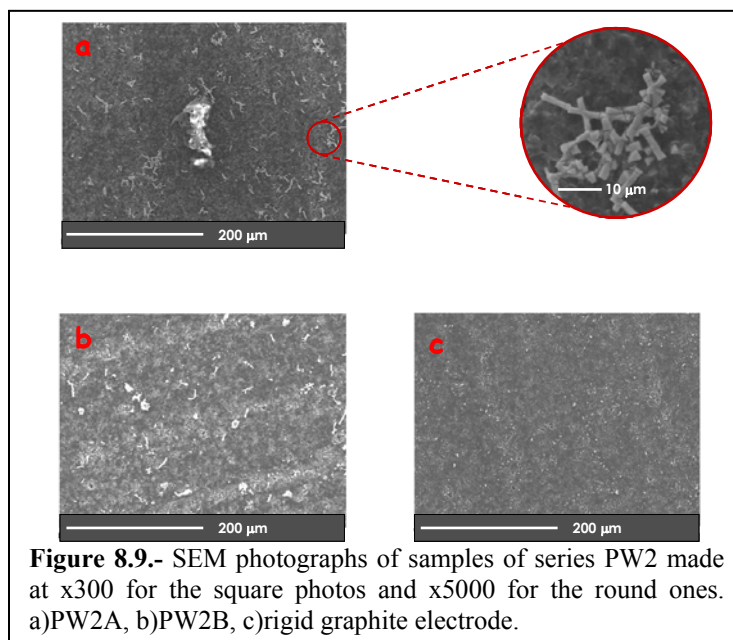 a
10 µm
200 µm
b
c
200 µm
200 µm
Figure 8.9.- SEM photographs of samples of series PW2 made
at x300 for the square photos and x5000 for the round ones.
a)PW2A, b)PW2B, c)rigid graphite electrode.